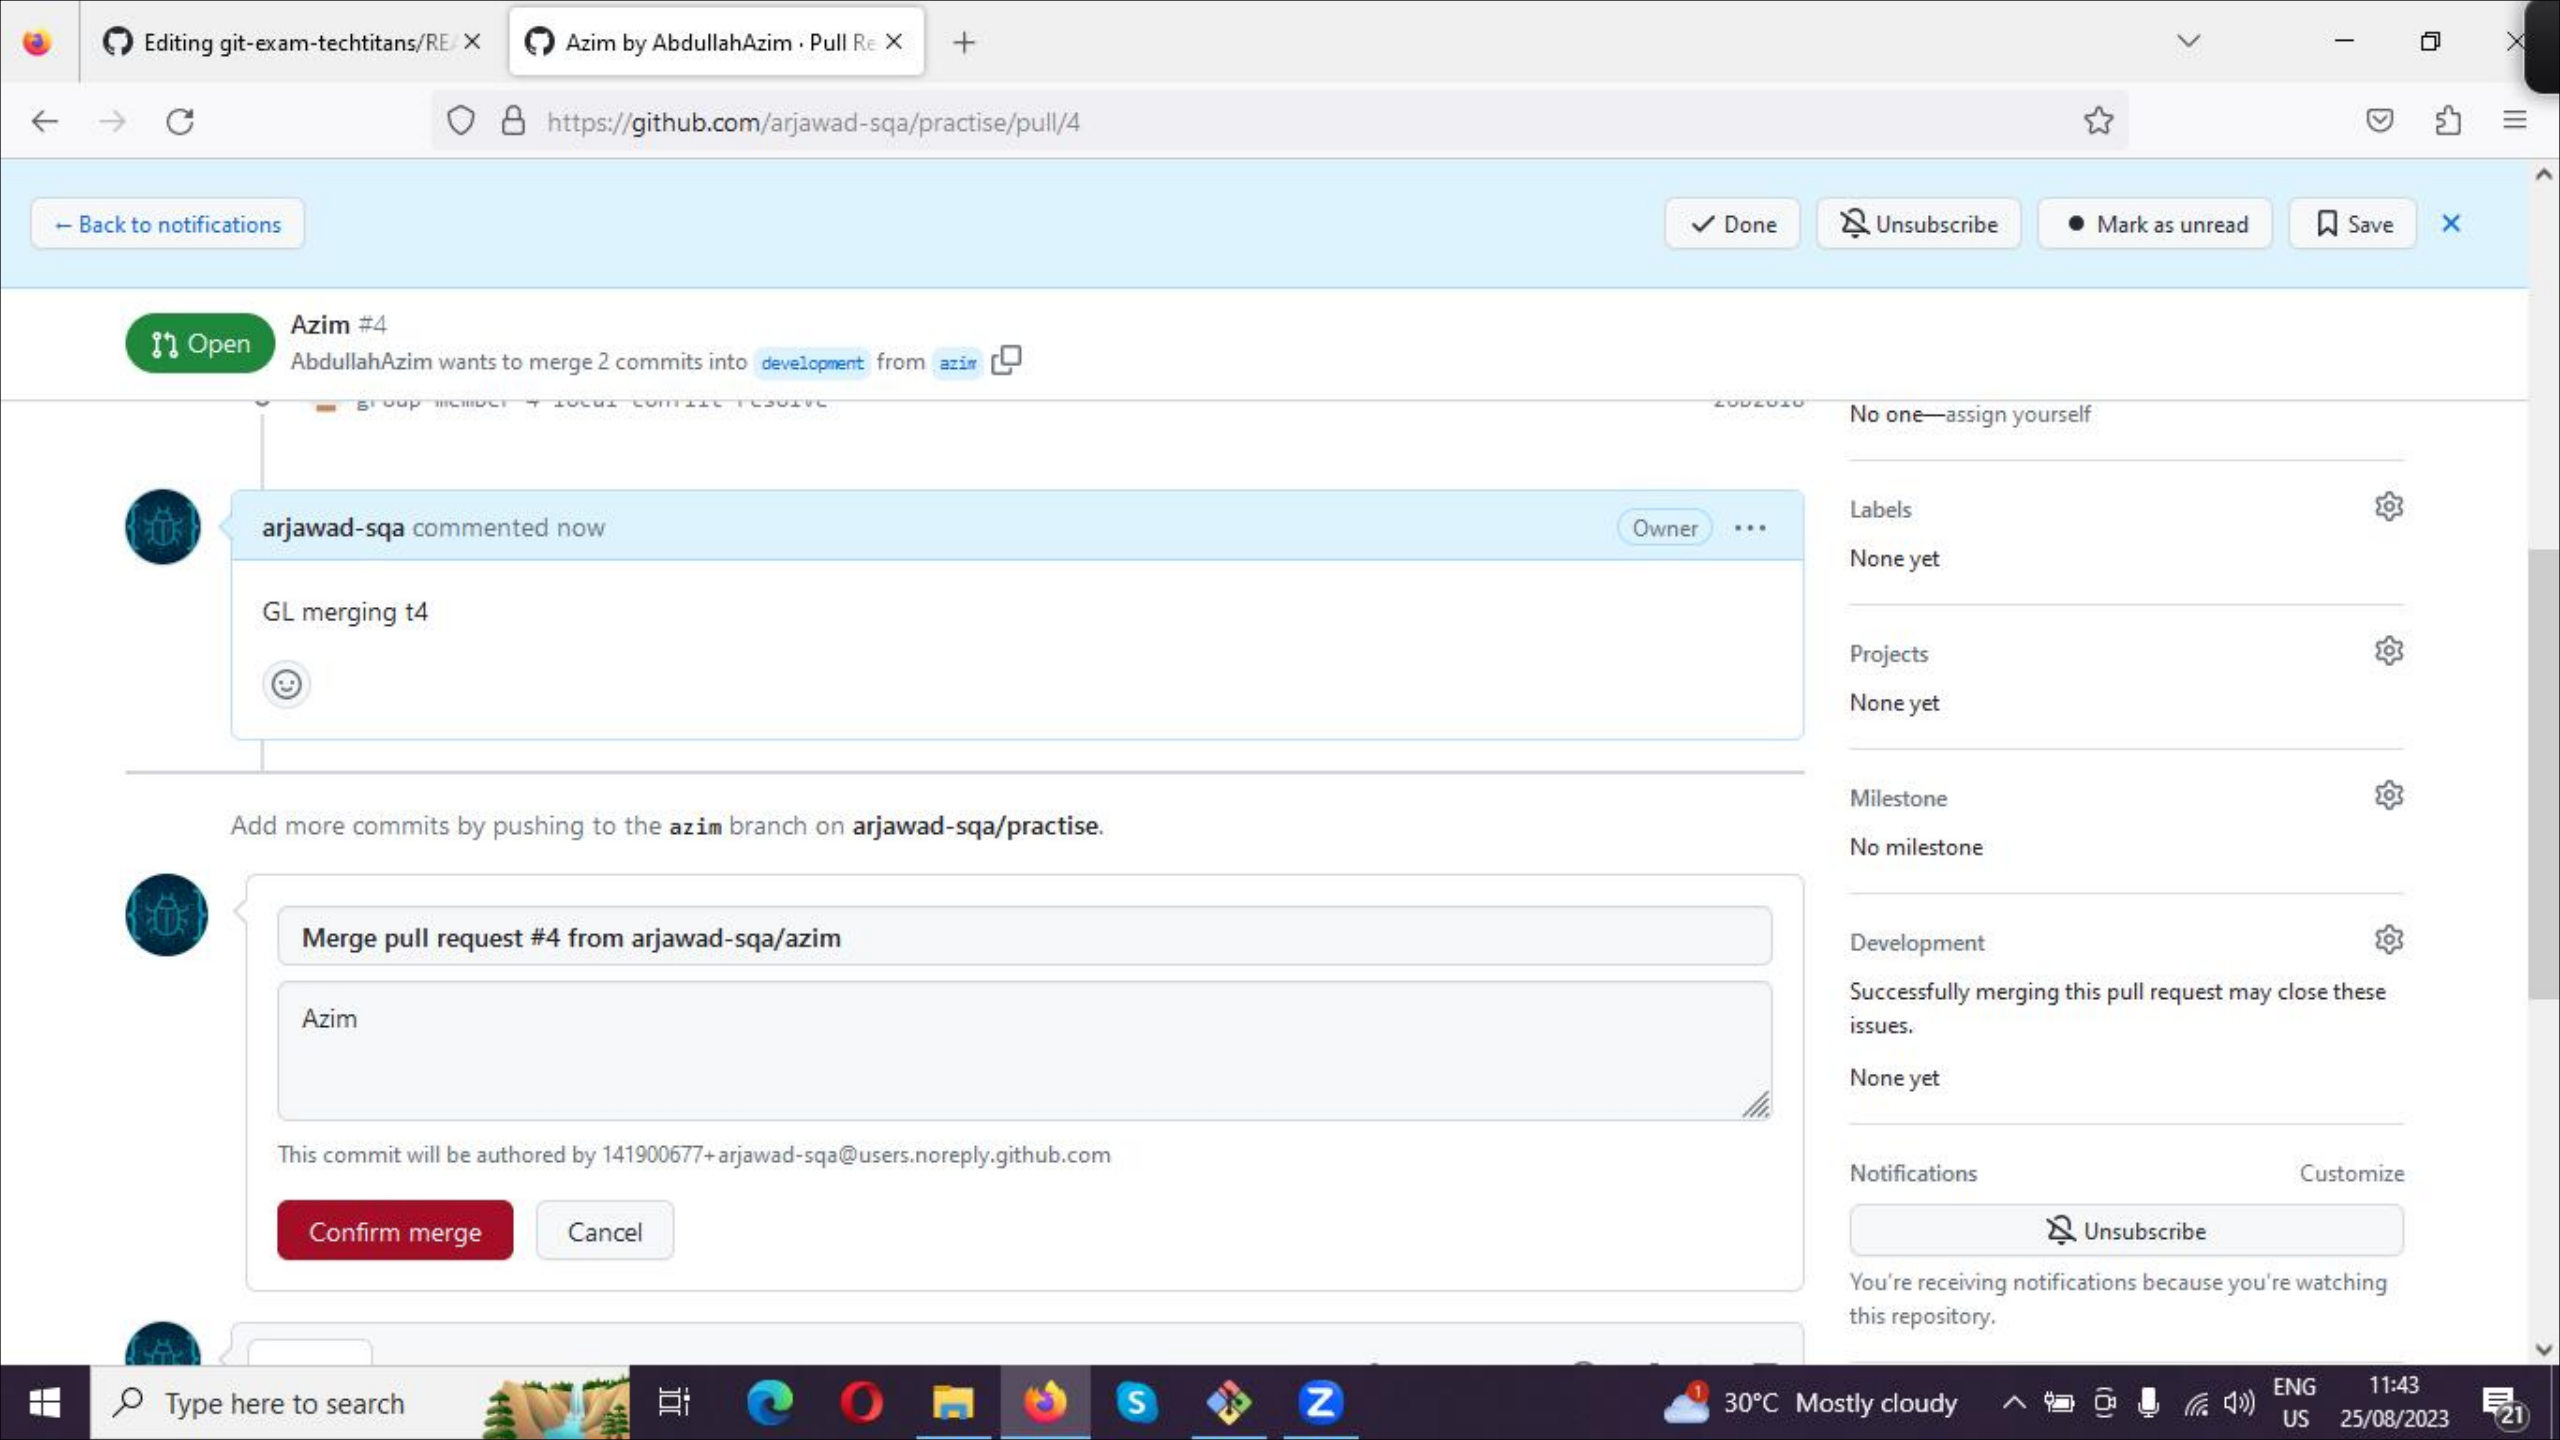 Editing git-exam-techtitans/REA
Azim by AbdullahAzim · Pull Re
https://github.com/arjawad-sqa/practise/pull/4
← Back to notifications
Done
Unsubscribe
Mark as unread
Save
Open
Azim #4
AbdullahAzim wants to merge 2 commits into development from azim
No one—assign yourself
arjawad-sqa commented now
Owner
GL merging t4
Labels
None yet
Projects
None yet
Milestone
No milestone
Add more commits by pushing to the azim branch on arjawad-sqa/practise.
Merge pull request #4 from arjawad-sqa/azim
Azim
This commit will be authored by 141900677+arjawad-sqa@users.noreply.github.com
Confirm merge
Cancel
Development
Successfully merging this pull request may close these
issues.
None yet
Notifications
Customize
Unsubscribe
You're receiving notifications because you're watching
this repository.
Type here to search
1
30°C Mostly cloudy
ENG
US
11:43
25/08/2023
21